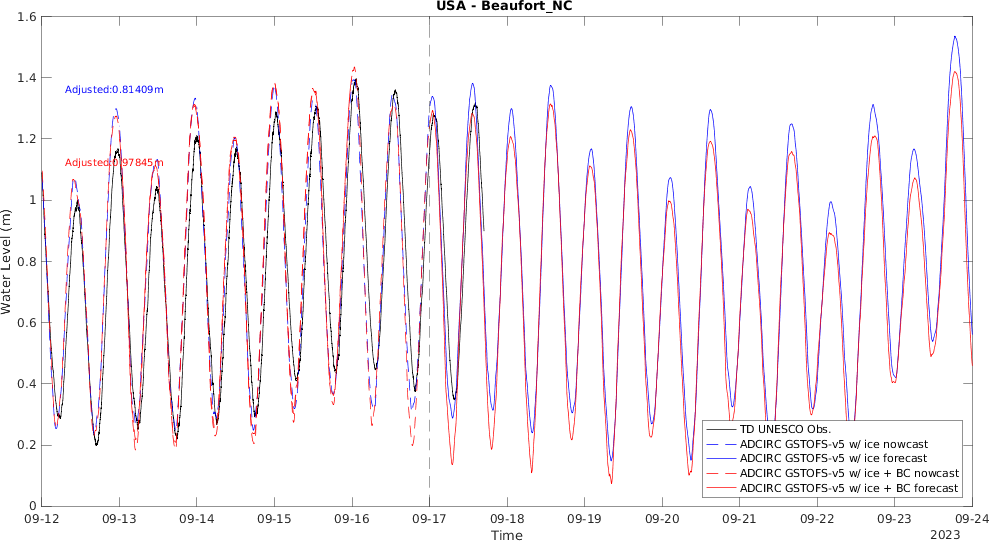 USA - Beaufort_NC
1.6
1.4
1.2
1
0.8
0.6
0.4
0.2
0
Water Level (m)
Adjusted:0.81409m
Adjusted:0.97845m
TD UNESCO Obs.
ADCIRC GSTOFS-v5 w/ ice nowcast
ADCIRC GSTOFS-v5 w/ ice forecast
ADCIRC GSTOFS-v5 w/ ice + BC nowcast
ADCIRC GSTOFS-v5 w/ ice + BC forecast
09-12 09-13 09-14 09-15 09-16 09-17 09-18 09-19 09-20 09-21 09-22 09-23 09-24
Time
2023